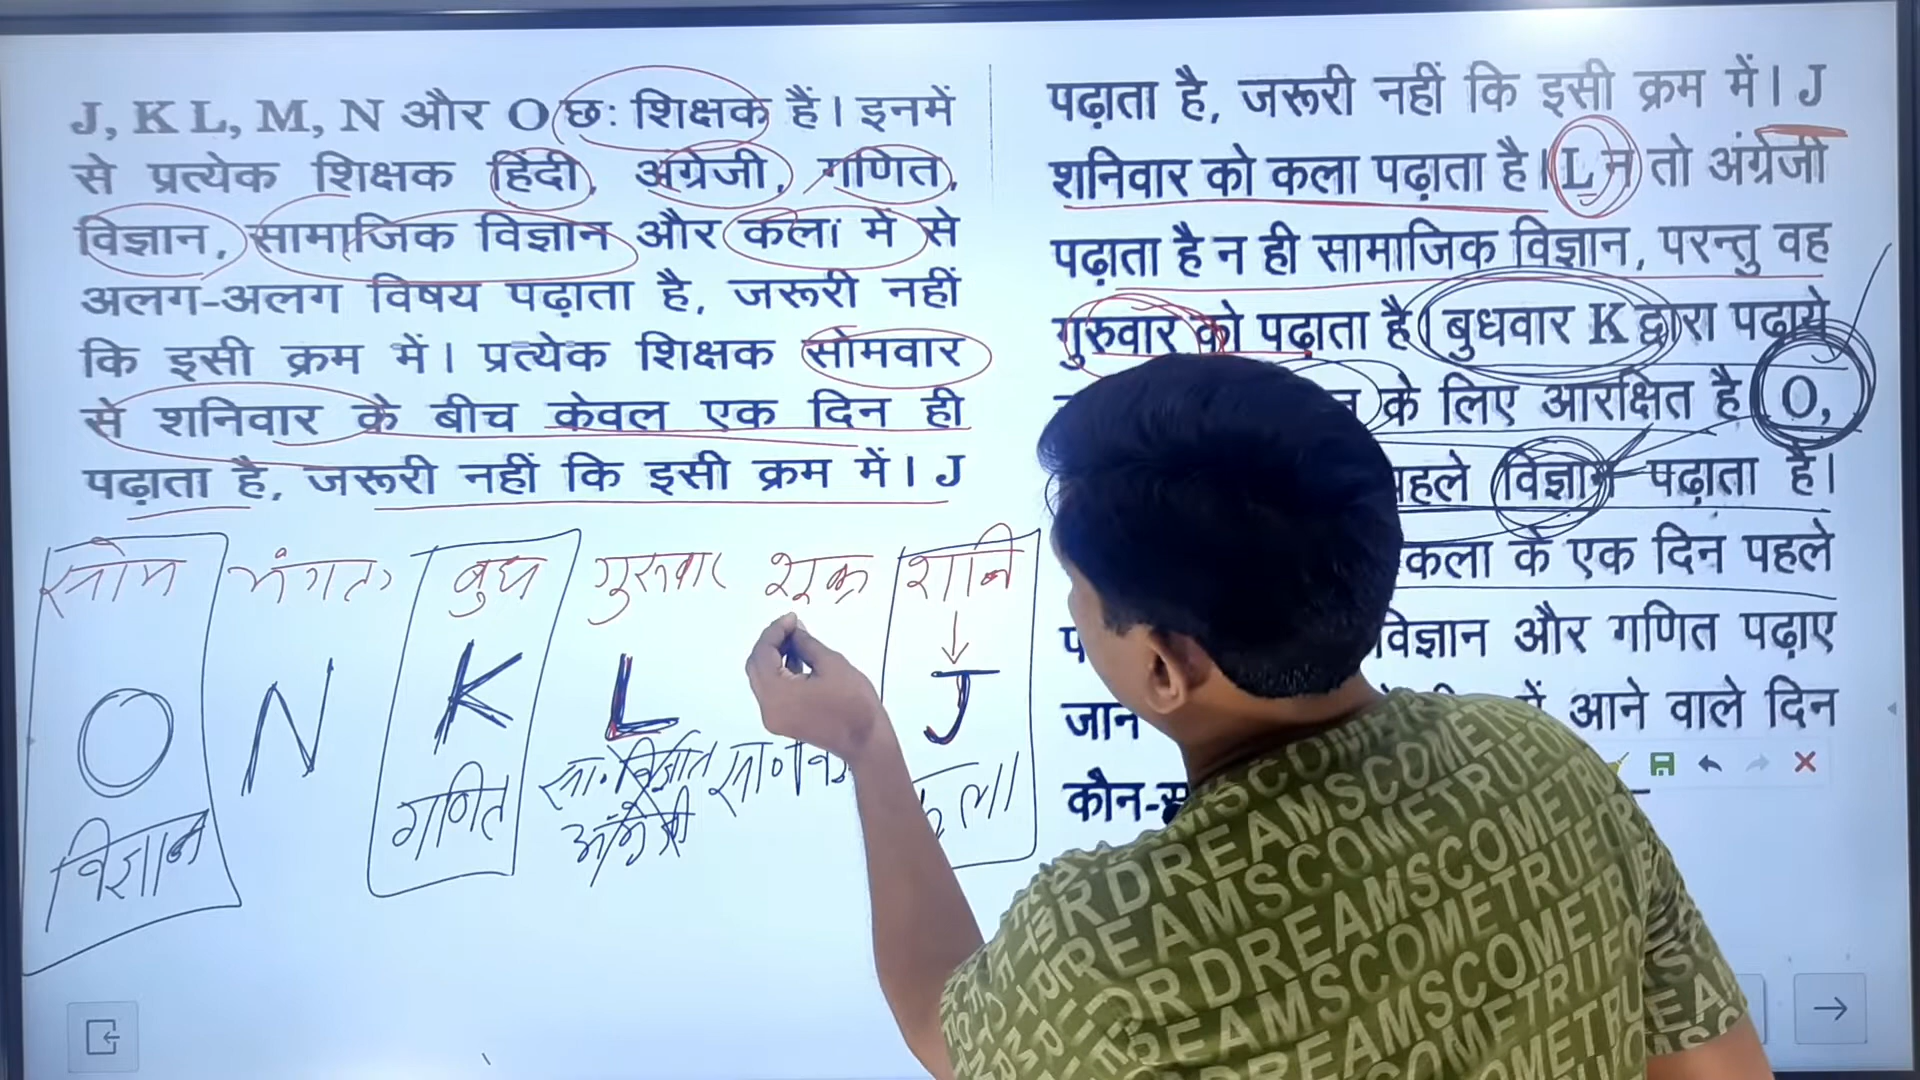 J, K L, M, N और O छः शिक्षक हैं। इनमें
से प्रत्येक शिक्षक हिंदी, अंग्रेजी, गणित,
विज्ञान, सामाजिक विज्ञान और कला में से
अलग-अलग विषय पढ़ाता है, जरूरी नहीं
कि इसी क्रम में। प्रत्येक शिक्षक सोमवार
से शनिवार के बीच केवल एक दिन ही
पढ़ाता है, जरूरी नहीं कि इसी क्रम में। J
पढ़ाता है, जरूरी नहीं कि इसी क्रम में। J
शनिवार को कला पढ़ाता है। L न तो अंग्रेजी
पढ़ाता है न ही सामाजिक विज्ञान, परन्तु वह
गुरुवार को पढ़ाता है। बुधवार K द्वारा पढ़ाये
के लिए आरक्षित है O,
पहले विज्ञान पढ़ाता है।
कला के एक दिन पहले
विज्ञान और गणित पढ़ाए
जान में आने वाले दिन
कौन-स
सोम मंगल बुध गुरुवार शुक्र शनि
O N K L J
विज्ञान गणित सा. विज्ञान सा० वि कला
अंग्रेजी
DREAMSCOMETRUEFOR